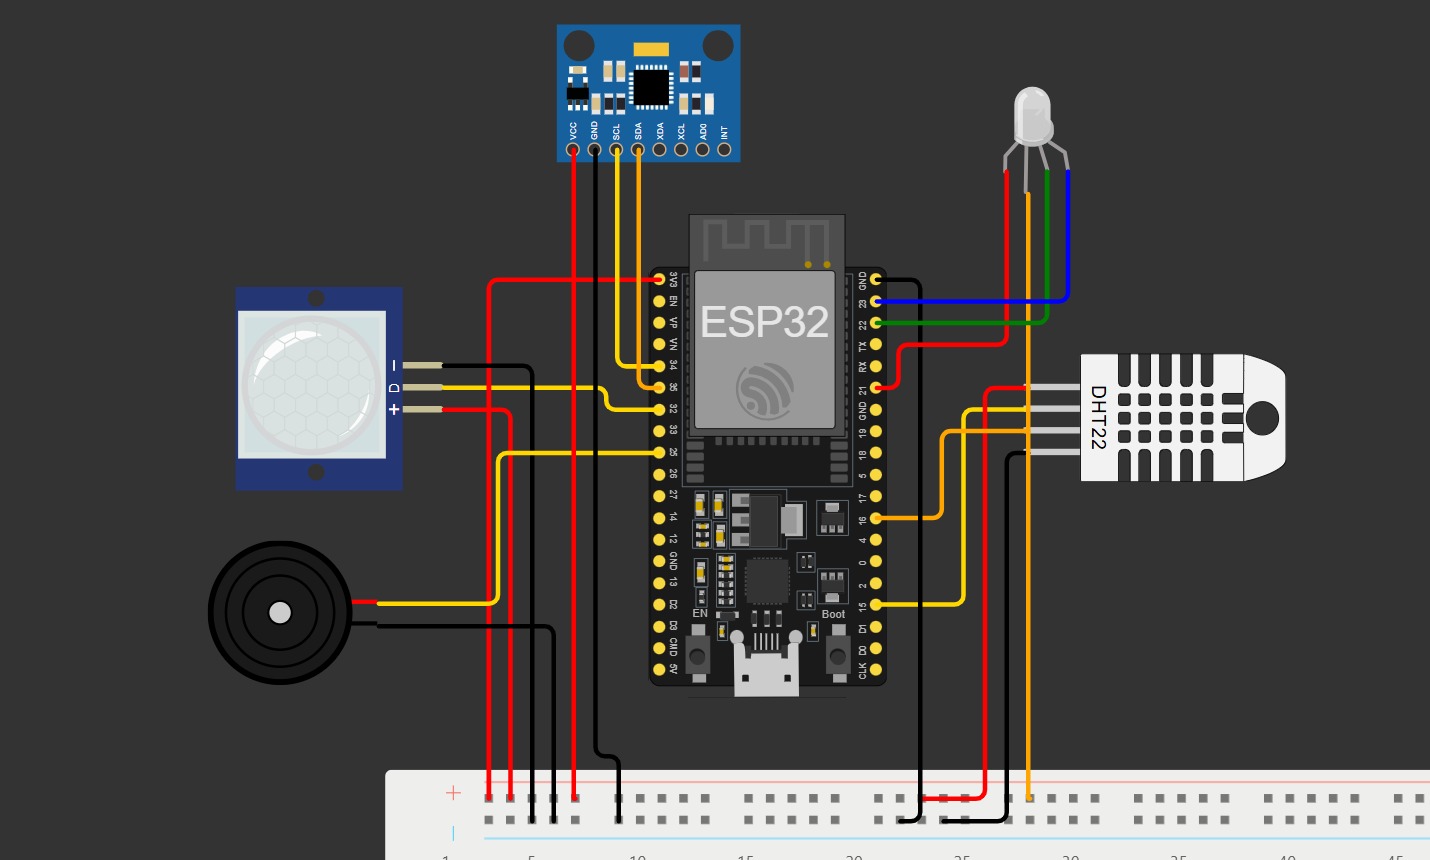 VCC GND SCL SDA XDA XCL AD0 INT
3V3
EN
VP
VN
34
35
32
33
25
26
27
14
12
GND
13
D2
D3
CMD
5V
ESP32
GND
23
22
TX
RX
21
GND
19
18
5
17
16
4
0
2
15
D1
D0
CLK
EN
Boot
−
D
+
DHT22
+
|
1 5 10 15 20 25 30 35 40 45